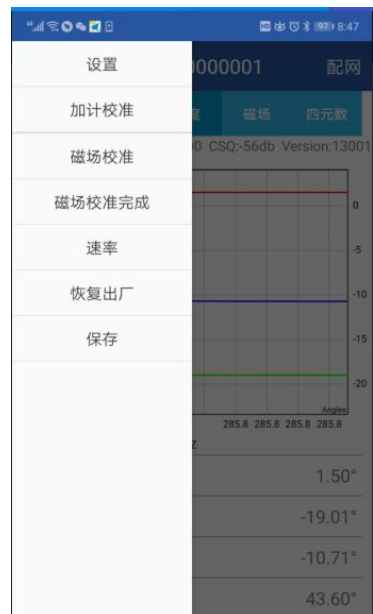 8:47
设置
0000001
配网
加计校准
度
磁场
四元数
磁场校准
00 CSQ:-56db Version:13001
磁场校准完成
速率
恢复出厂
保存
0
-5
-10
-15
-20
Angles
285.8 285.8 285.8 285.8
z
1.50°
-19.01°
-10.71°
43.60°